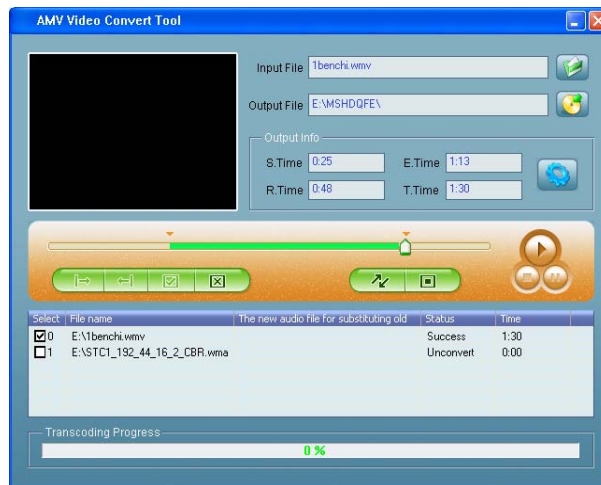 AMV Video Convert Tool
Input File 1benchi.wmv
Output File E:\MSHDQFE\
Output Info
S.Time 0:25 E.Time 1:13
R.Time 0:48 T.Time 1:30
Select File name The new audio file for substituting old Status Time
0 E:\1benchi.wmv Success 1:30
1 E:\STC1_192_44_16_2_CBR.wma Unconvert 0:00
Transcoding Progress
0 %